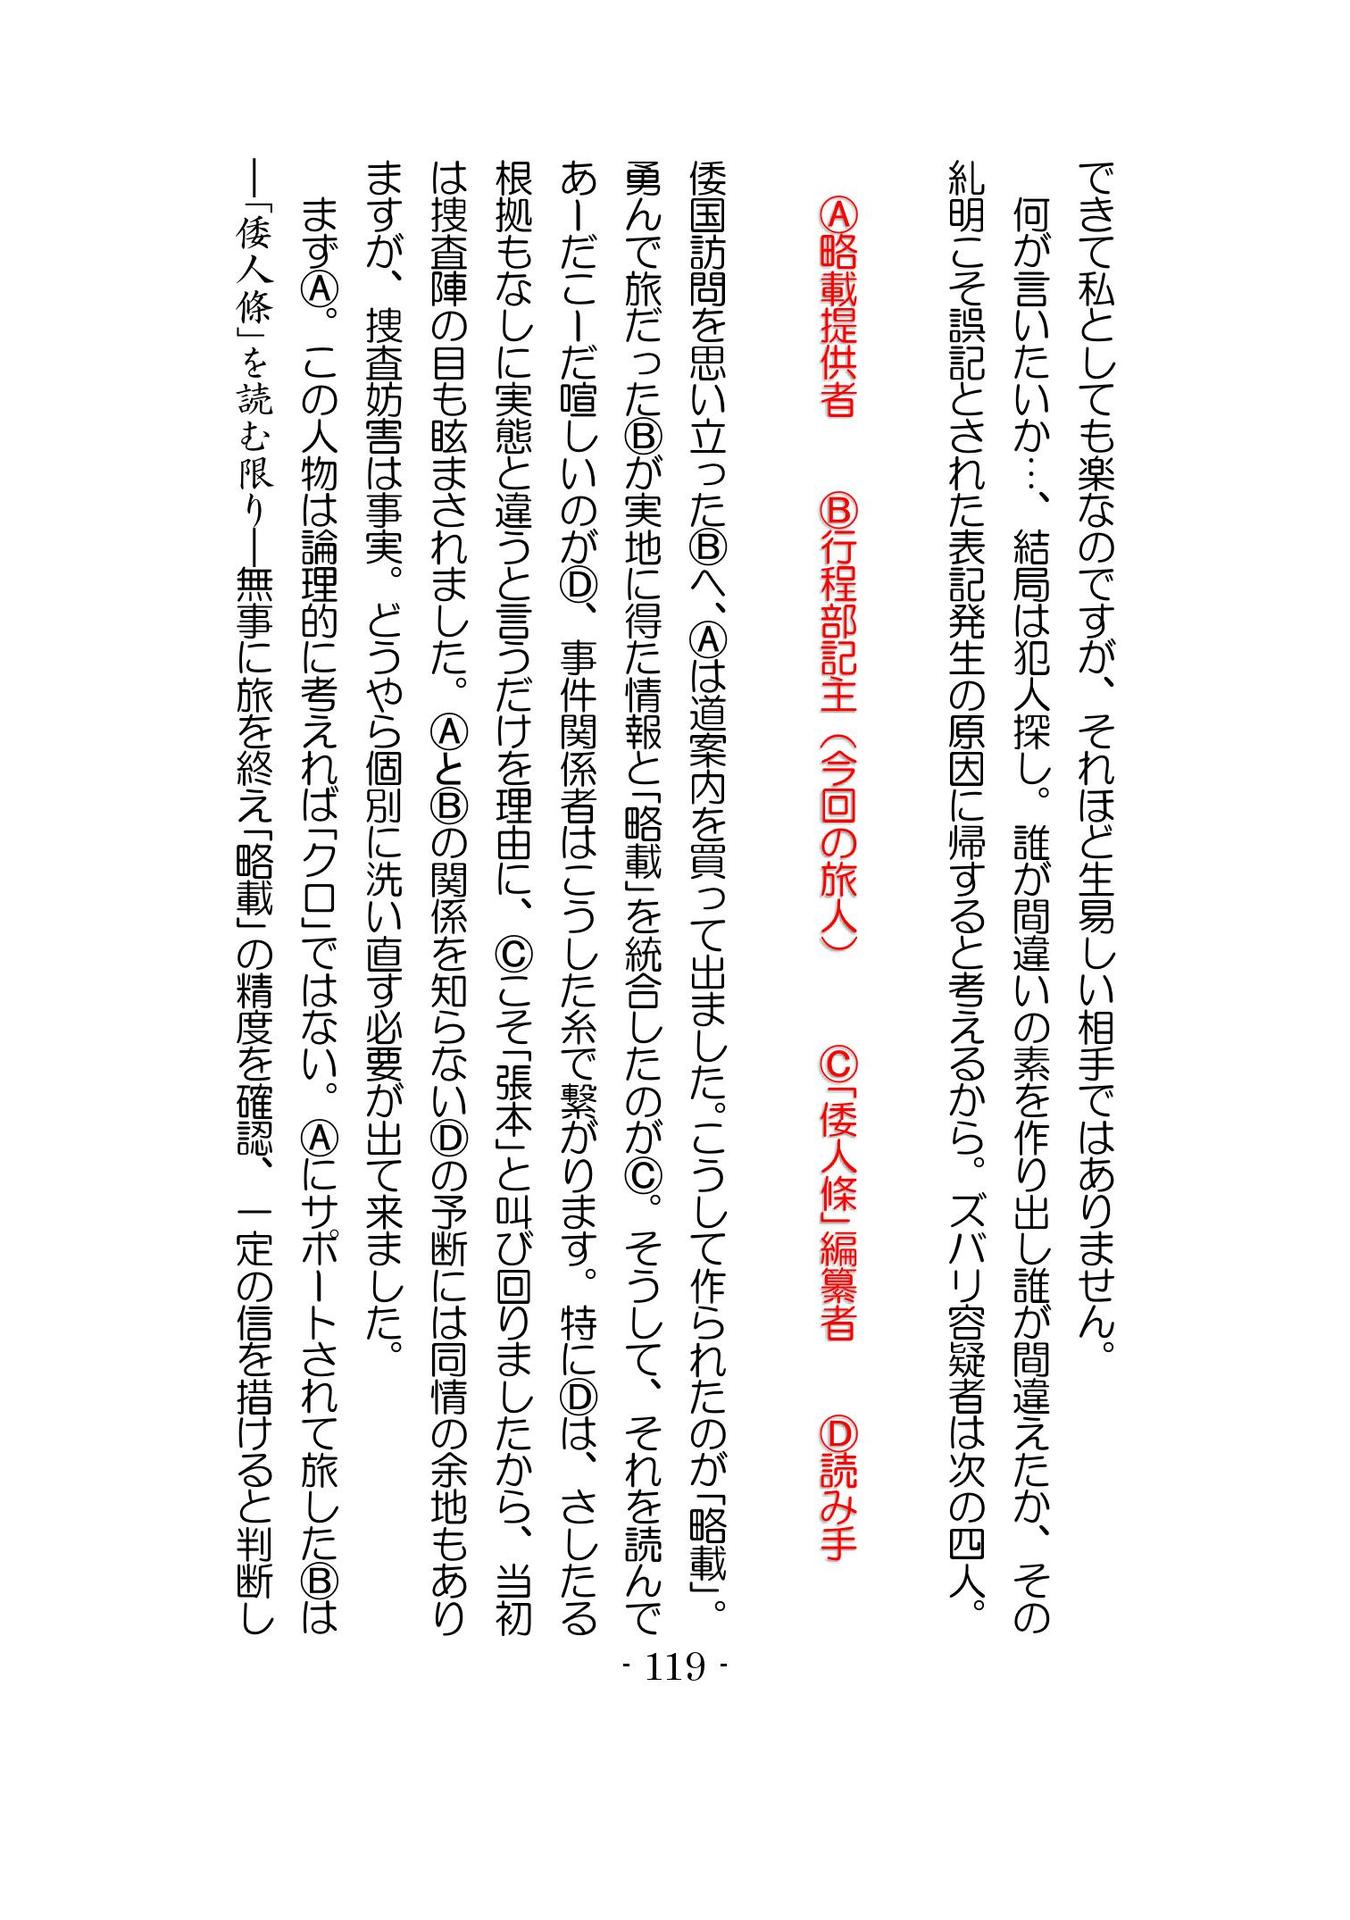 できて私としても楽なのですが、それほど生易しい相手ではありません。
何が言いたいか…、結局は犯人探し。誰が間違いの素を作り出し誰が間違えたか、その
糺明こそ誤記とされた表記発生の原因に帰すると考えるから。ズバリ容疑者は次の四人。
Ⓐ略載提供者　Ⓑ行程部記主（今回の旅人）　Ⓒ「倭人條」編纂者　Ⓓ読み手
倭国訪問を思い立ったⒷへ、Ⓐは道案内を買って出ました。こうして作られたのが「略載」。
勇んで旅だったⒷが実地に得た情報と「略載」を統合したのがⒸ。そうして、それを読んで
あーだこーだ喧しいのがⒹ、事件関係者はこうした糸で繋がります。特にⒹは、さしたる
根拠もなしに実態と違うと言うだけを理由に、Ⓒこそ「張本」と叫び回りましたから、当初
は捜査陣の目も眩まされました。ⒶとⒷの関係を知らないⒹの予断には同情の余地もあり
ますが、捜査妨害は事実。どうやら個別に洗い直す必要が出て来ました。
まずⒶ。この人物は論理的に考えれば「クロ」ではない。Ⓐにサポートされて旅したⒷは
―「倭人條」を読む限り―無事に旅を終え「略載」の精度を確認、一定の信を措けると判断し
- 119 -